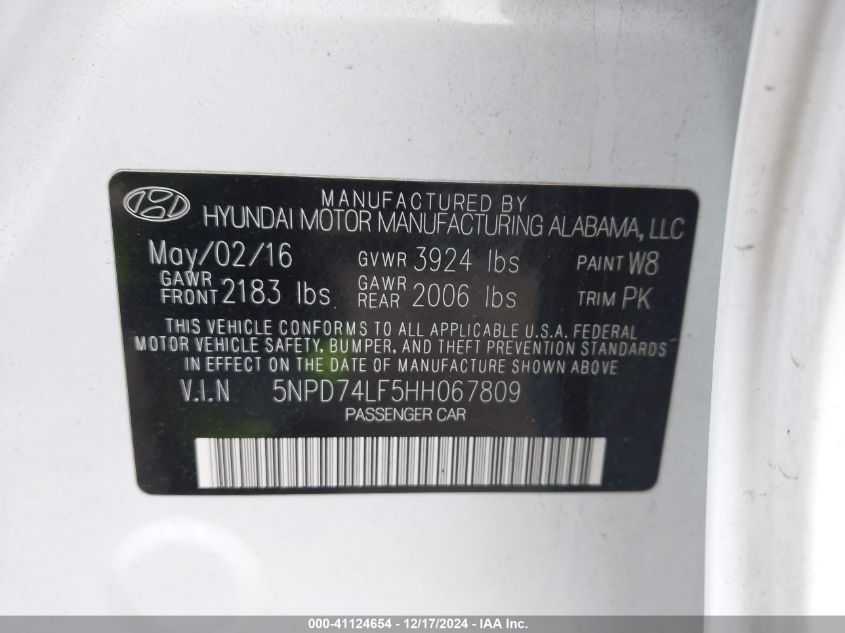 MANUFACTURED BY
HYUNDAI MOTOR MANUFACTURING ALABAMA, LLC
May/02/16 GVWR 3924 lbs PAINT W8
GAWR FRONT 2183 lbs GAWR REAR 2006 lbs TRIM PK
THIS VEHICLE CONFORMS TO ALL APPLICABLE U.S.A. FEDERAL
MOTOR VEHICLE SAFETY, BUMPER, AND THEFT PREVENTION STANDARDS
IN EFFECT ON THE DATE OF MANUFACTURE SHOWN ABOVE
V.I.N 5NPD74LF5HH067809
PASSENGER CAR
000-41124654 - 12/17/2024 - IAA Inc.